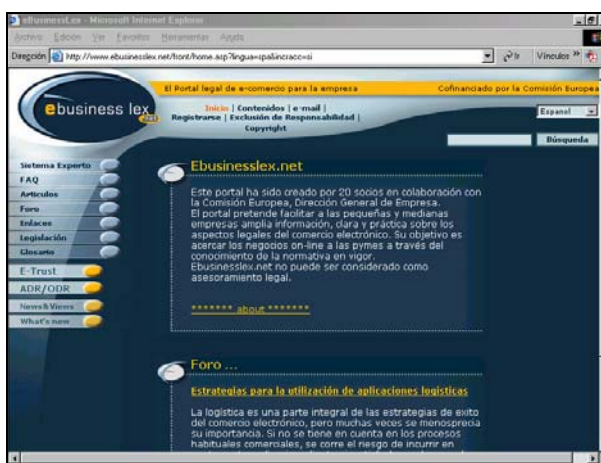 eBusinessLex - Microsoft Internet Explorer
Archivo Edición Ver Favoritos Herramientas Ayuda
Dirección http://www.ebusinesslex.net/front/home.asp?lingua=spa&incracc=si Ir Vínculos »
El Portal legal de e-comercio para la empresa Cofinanciado por la Comisión Europea
ebusiness lex
Inicio | Contenidos | e-mail |
Registrarse | Exclusión de Responsabilidad |
Copyright
Espanol
Búsqueda
Sistema Experto
FAQ
Artículos
Foro
Enlaces
Legislación
Glosario
E-Trust
ADR/ODR
News&Views
What's new
Ebusinesslex.net
Este portal ha sido creado por 20 socios en colaboración con
la Comisión Europea, Dirección General de Empresa.
El portal pretende facilitar a las pequeñas y medianas
empresas amplia información, clara y práctica sobre los
aspectos legales del comercio electrónico. Su objetivo es
acercar los negocios on-line a las pymes a través del
conocimiento de la normativa en vigor.
Ebusinesslex.net no puede ser considerado como
asesoramiento legal.
******* about *******
Foro ...
Estrategias para la utilización de aplicaciones logísticas
La logística es una parte integral de las estrategias de exito
del comercio electrónico, pero muchas veces se menosprecia
su importancia. Si no se tiene en cuenta en los procesos
habituales comerciales, se corre el riesgo de incurrir en